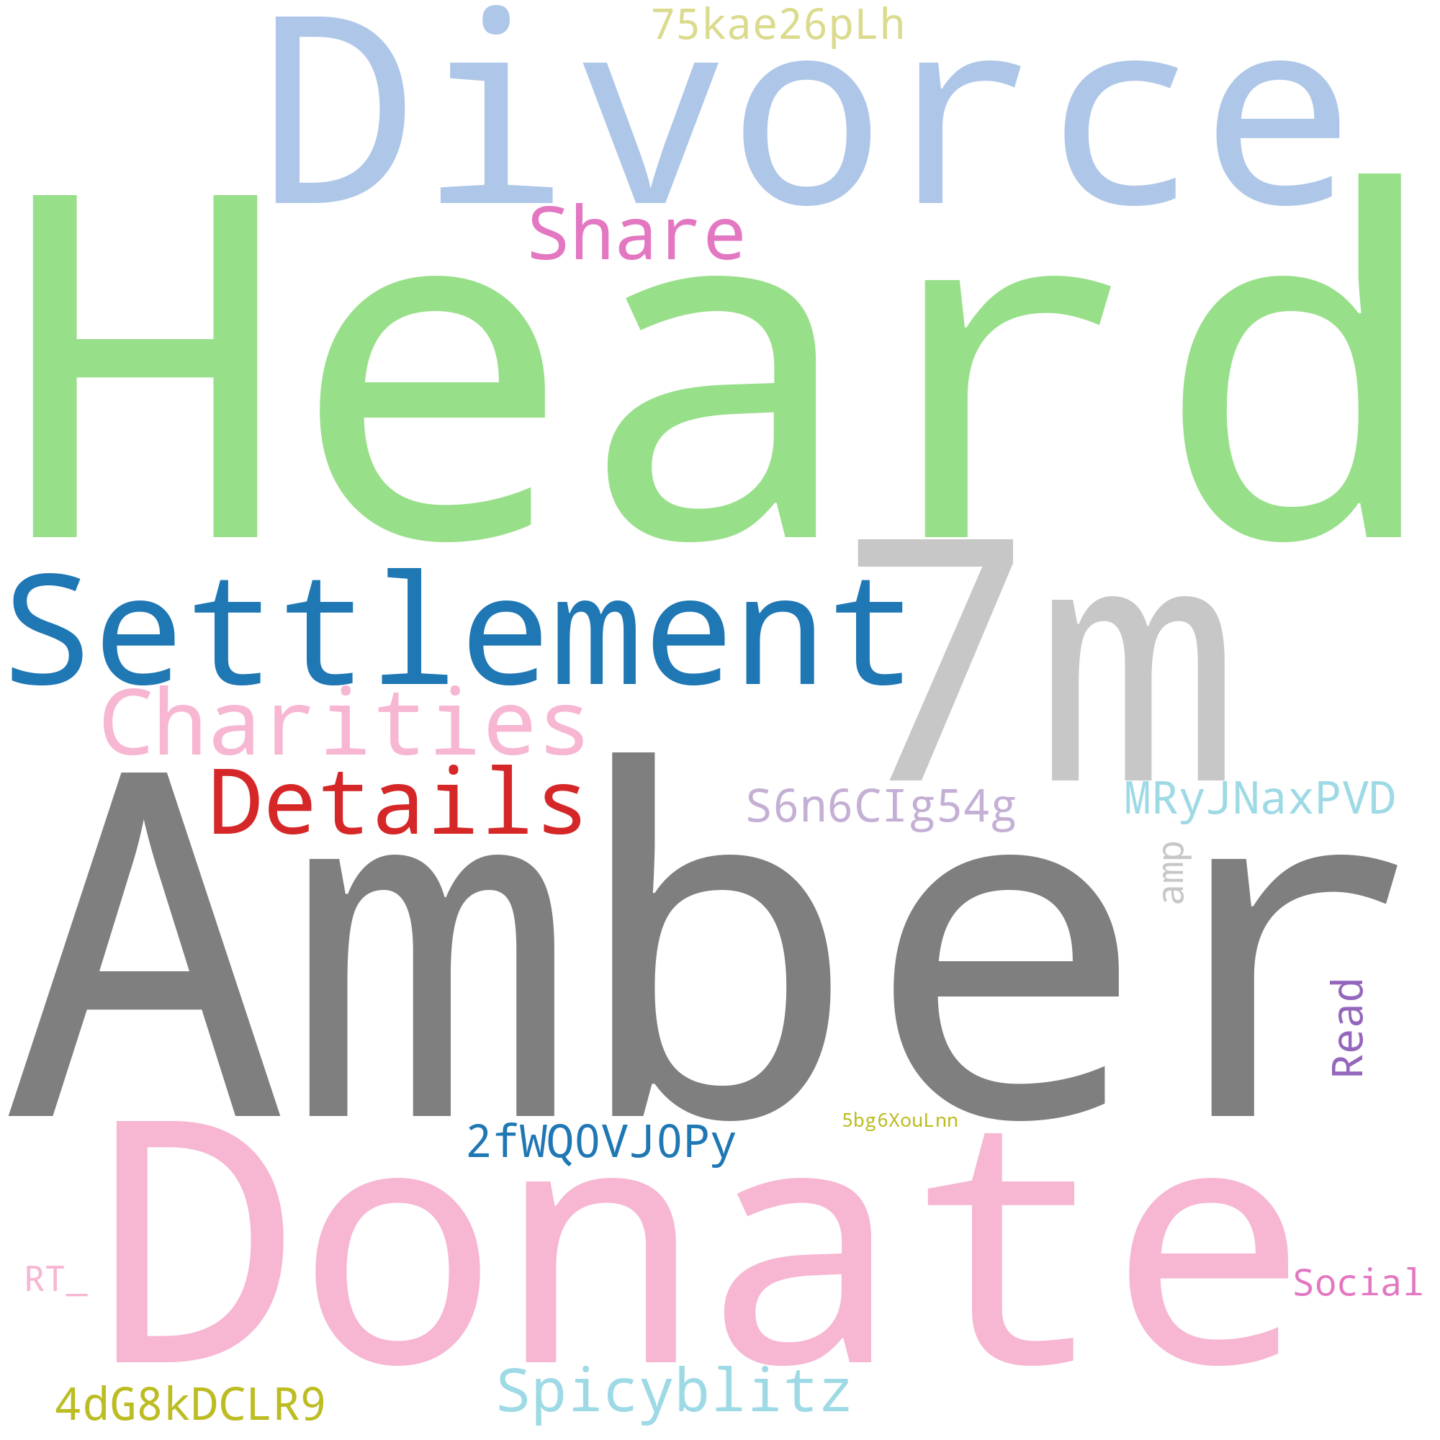 75kae26pLh
Divorce
Share
Heard
Settlement
7m
Charities
Details
S6n6CIg54g
MRyJNaxPVD
amp
Amber
Read
2fWQ0VJ0Py
5bg6XouLnn
Donate
RT_
Social
Spicyblitz
4dG8kDCLR9